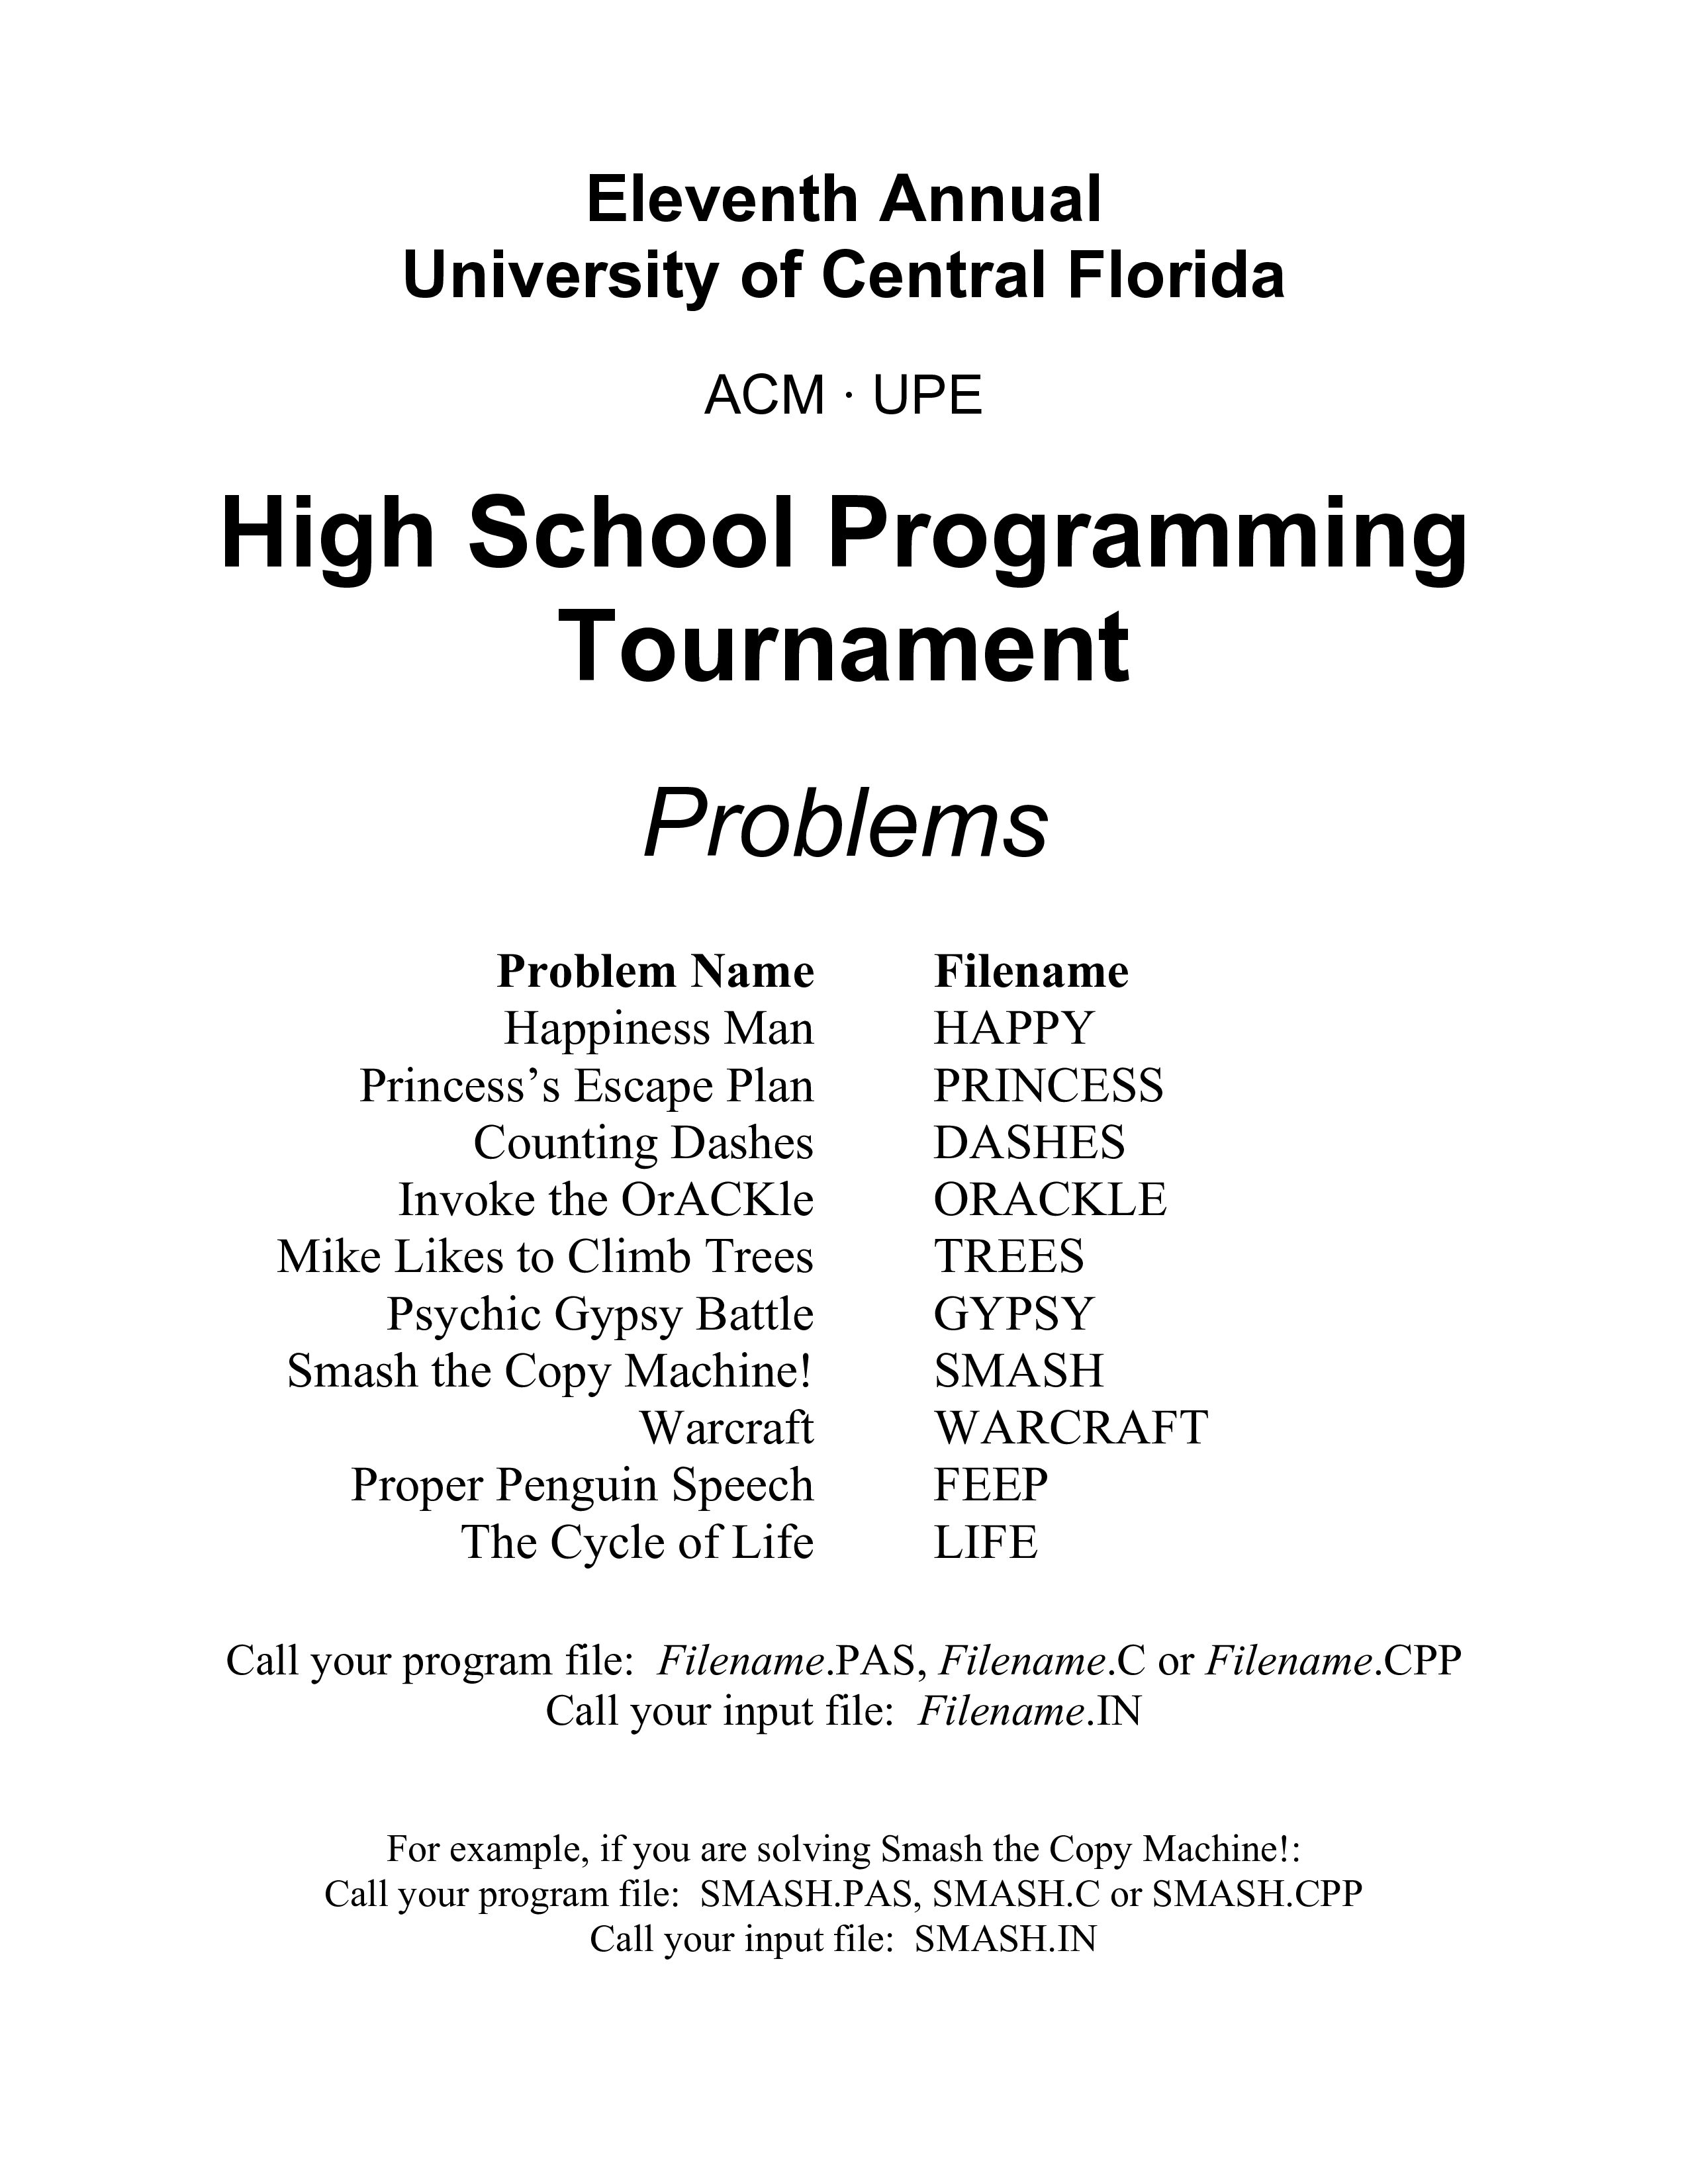 Eleventh Annual
University of Central Florida
ACM · UPE
High School Programming
Tournament
Problems
Problem Name Filename
Happiness Man HAPPY
Princess’s Escape Plan PRINCESS
Counting Dashes DASHES
Invoke the OrACKle ORACKLE
Mike Likes to Climb Trees TREES
Psychic Gypsy Battle GYPSY
Smash the Copy Machine! SMASH
Warcraft WARCRAFT
Proper Penguin Speech FEEP
The Cycle of Life LIFE
Call your program file: Filename.PAS, Filename.C or Filename.CPP
Call your input file: Filename.IN
For example, if you are solving Smash the Copy Machine!:
Call your program file: SMASH.PAS, SMASH.C or SMASH.CPP
Call your input file: SMASH.IN